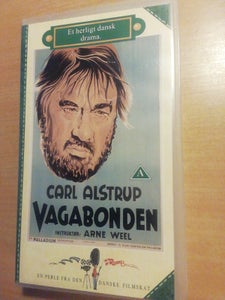 Et herligt dansk
drama.
A
CARL ALSTRUP
VAGABONDEN
INSTRUKTØR: ARNE WEEL
PALLADIUM
EN PERLE FRA DEN DANSKE FILMSKAT